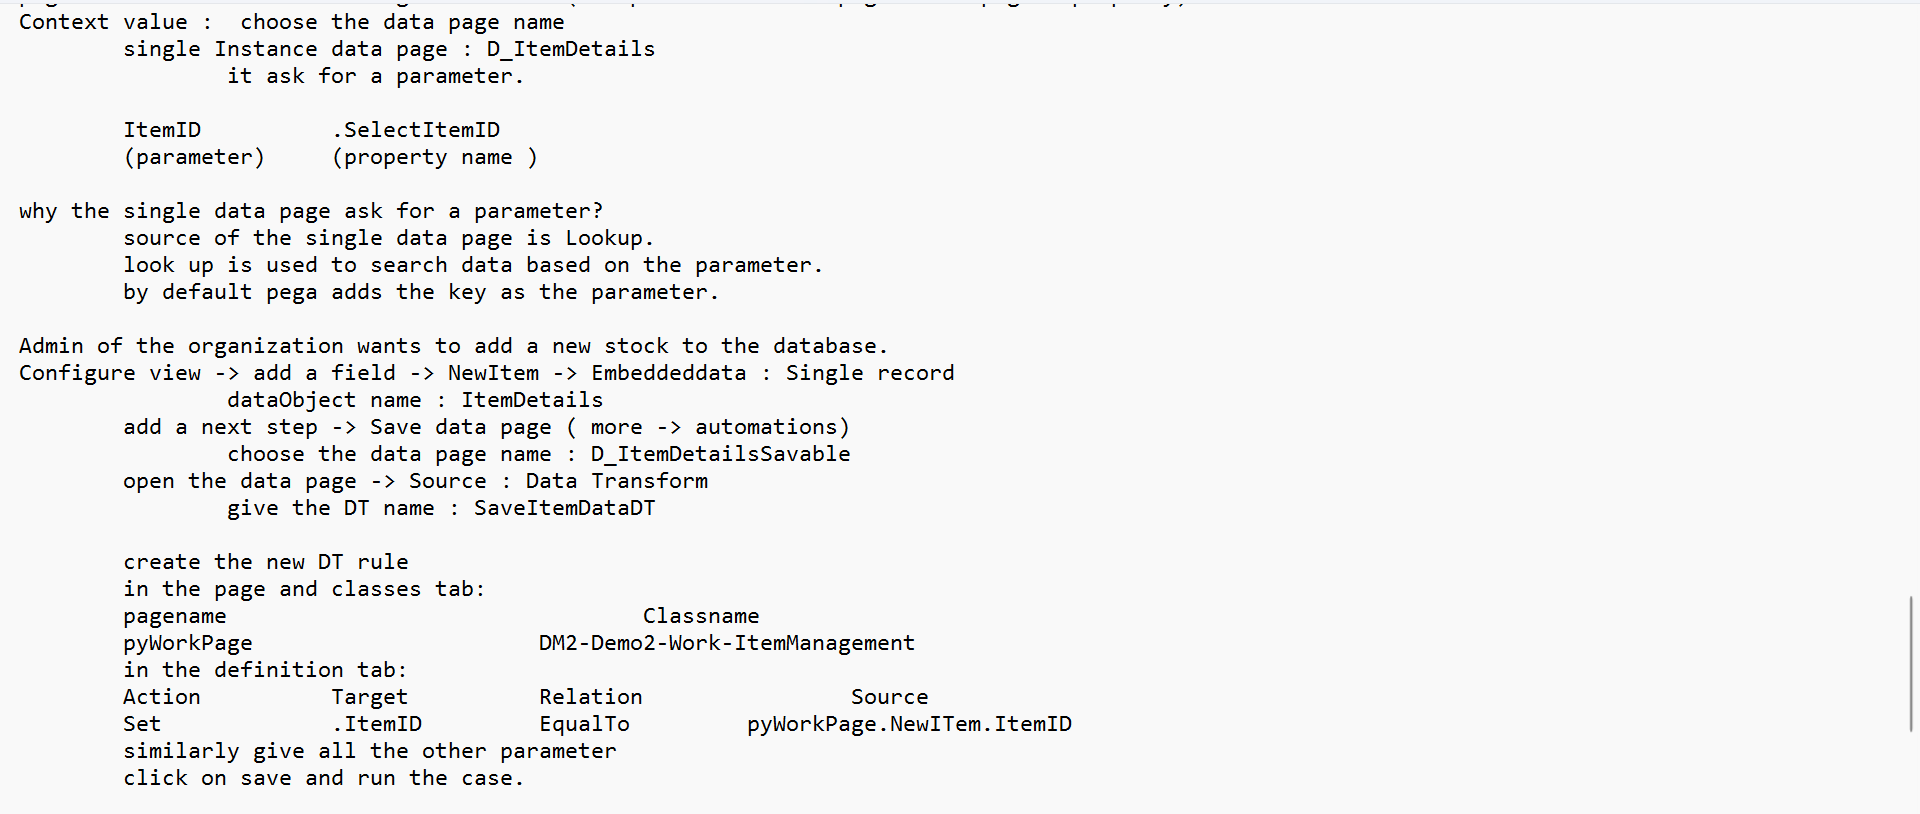 Context value :  choose the data page name
single Instance data page : D_ItemDetails
it ask for a parameter.
ItemID .SelectItemID
(parameter) (property name )
why the single data page ask for a parameter?
source of the single data page is Lookup.
look up is used to search data based on the parameter.
by default pega adds the key as the parameter.
Admin of the organization wants to add a new stock to the database.
Configure view -> add a field -> NewItem -> Embeddeddata : Single record
dataObject name : ItemDetails
add a next step -> Save data page ( more -> automations)
choose the data page name : D_ItemDetailsSavable
open the data page -> Source : Data Transform
give the DT name : SaveItemDataDT
create the new DT rule
in the page and classes tab:
pagename Classname
pyWorkPage DM2-Demo2-Work-ItemManagement
in the definition tab:
Action Target Relation Source
Set .ItemID EqualTo pyWorkPage.NewITem.ItemID
similarly give all the other parameter
click on save and run the case.